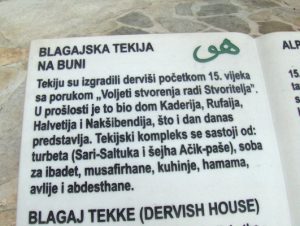 BLAGAJSKA TEKIJA
NA BUNI
هو
Tekiju su izgradili derviši početkom 15. vijeka
sa porukom „Voljeti stvorenja radi Stvoritelja”.
U prošlosti je to bio dom Kaderija, Rufaija,
Halvetija i Nakšibendija, što i dan danas
predstavlja. Tekijski kompleks se sastoji od:
turbeta (Sari-Saltuka i šejha Ačik-paše), soba
za ibadet, musafirhane, kuhinje, hamama,
avlije i abdesthane.
BLAGAJ TEKKE (DERVISH HOUSE)